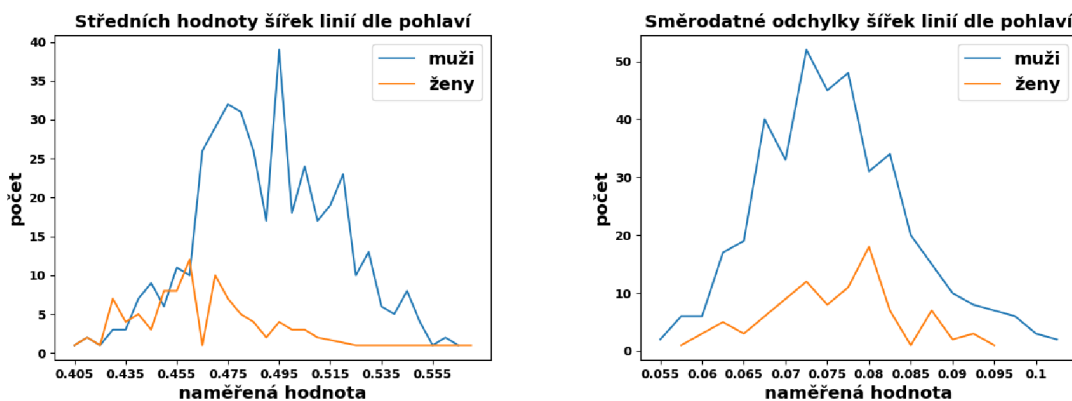 Středních hodnoty šířek linií dle pohlaví
počet
40
35
30
25
20
15
10
5
0
muži
ženy
0.405 0.435 0.455 0.475 0.495 0.515 0.535 0.555
naměřená hodnota
Směrodatné odchylky šířek linií dle pohlaví
počet
50
40
30
20
10
0
muži
ženy
0.055 0.06 0.065 0.07 0.075 0.08 0.085 0.09 0.095 0.1
naměřená hodnota